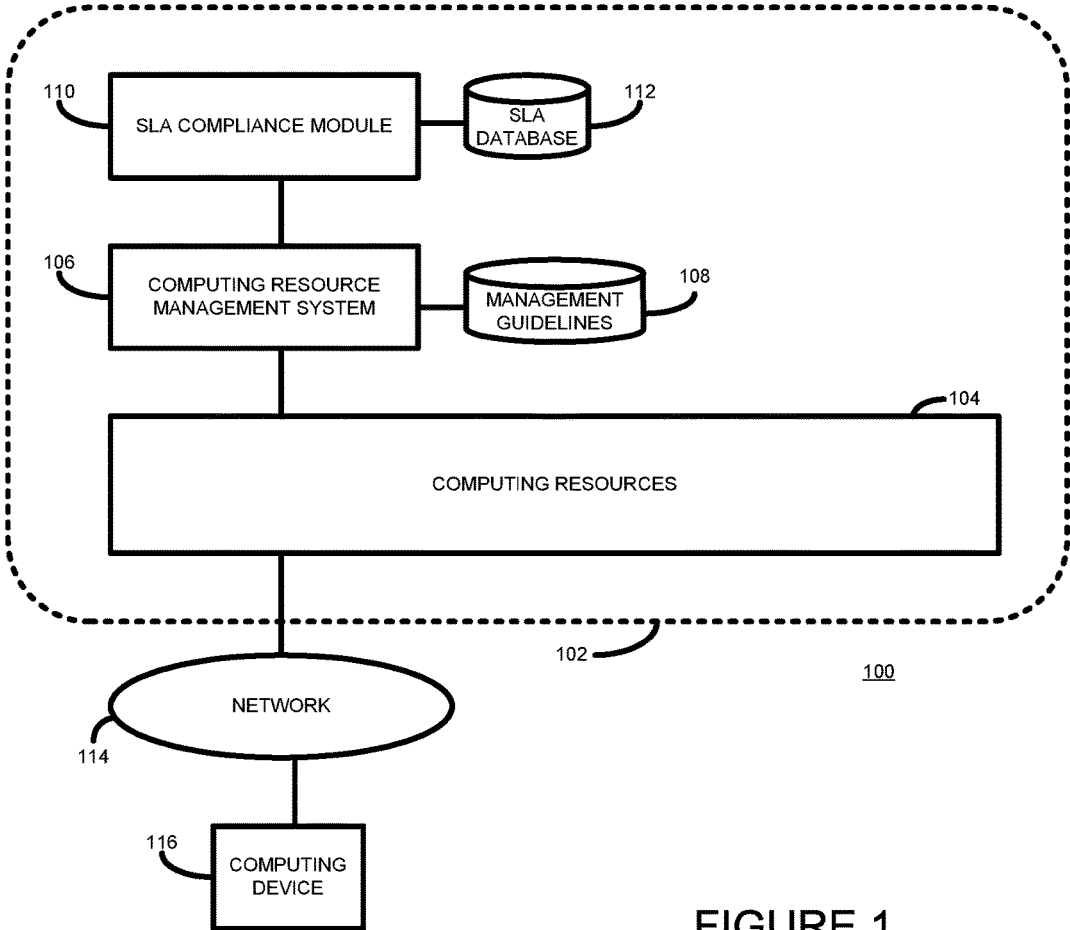 110
SLA COMPLIANCE MODULE
SLA
DATABASE
112
106
COMPUTING RESOURCE
MANAGEMENT SYSTEM
MANAGEMENT
GUIDELINES
108
104
COMPUTING RESOURCES
102
100
NETWORK
114
116
COMPUTING
DEVICE
FIGURE 1